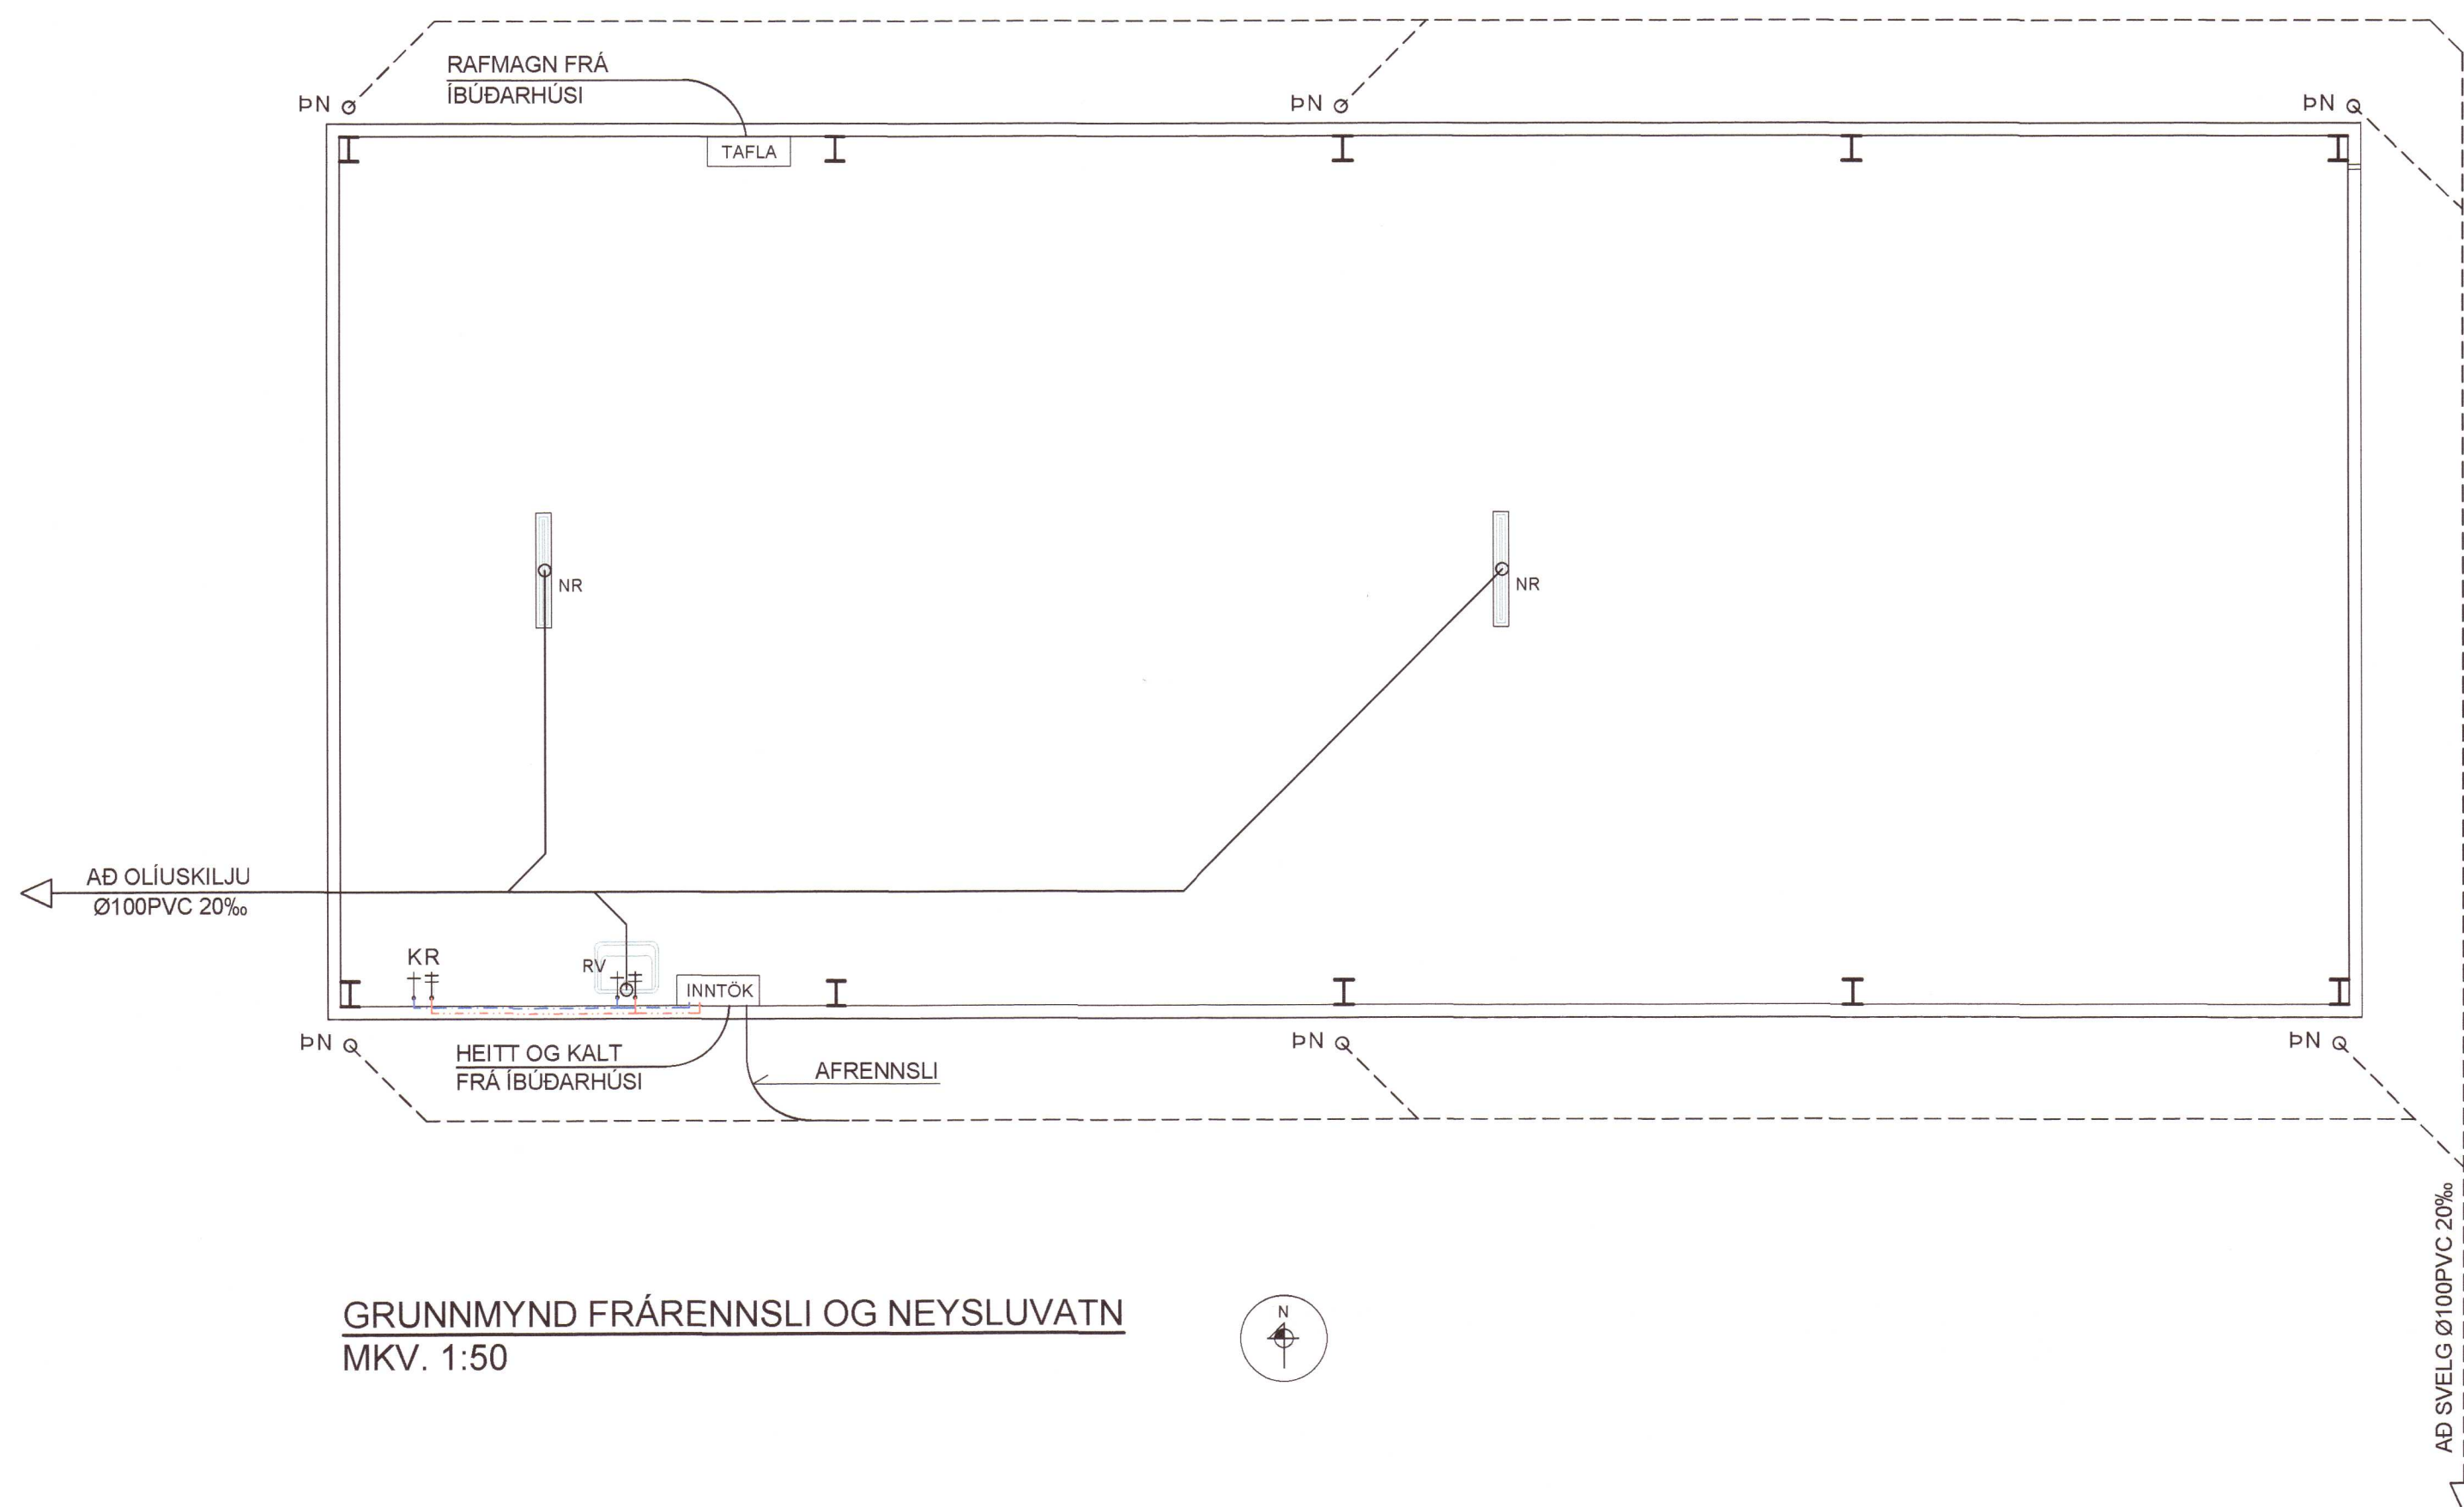 RAFMAGN FRÁ
ÍBÚÐARHÚSI
ÞN
ÞN
ÞN
TAFLA
NR
NR
AÐ OLÍUSKILJU
Ø100PVC 20‰
KR
RV
INNTÖK
ÞN
HEITT OG KALT
FRÁ ÍBÚÐARHÚSI
AFRENNSLI
ÞN
ÞN
AÐ SVELG Ø100PVC 20‰
GRUNNMYND FRÁRENNSLI OG NEYSLUVATN
MKV. 1:50
N